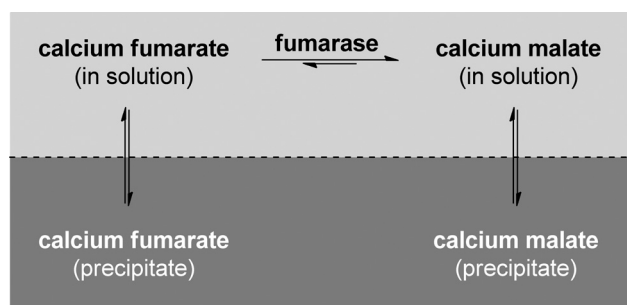 calcium fumarate
(in solution)
fumarase
calcium malate
(in solution)
calcium fumarate
(precipitate)
calcium malate
(precipitate)